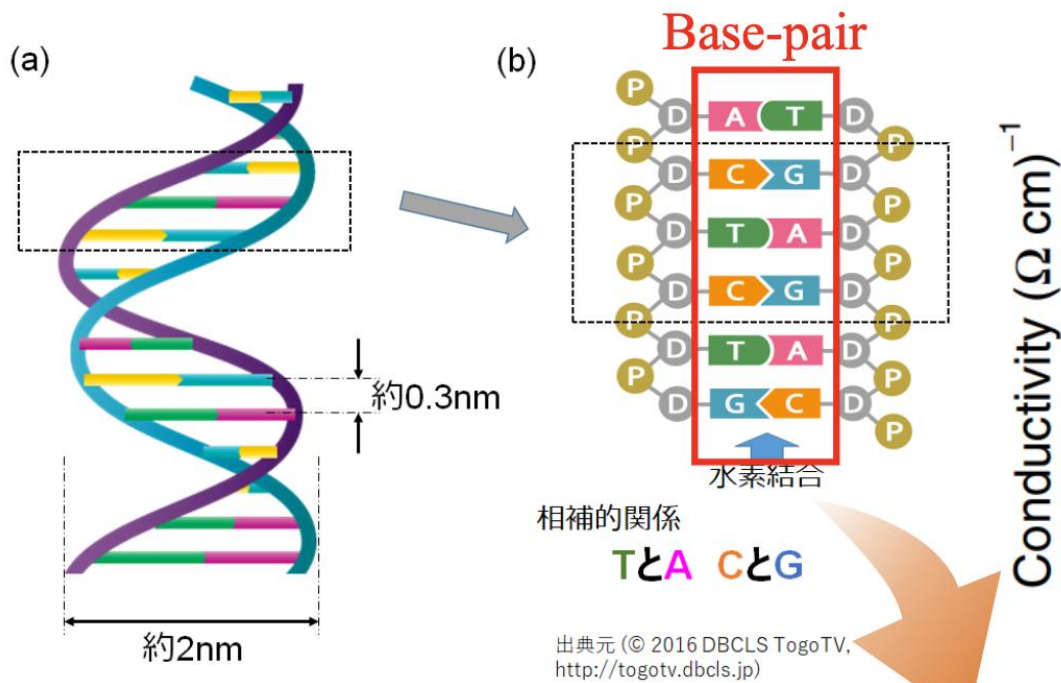 (a)
約0.3nm
約2nm
Base-pair
(b)
P
D A T D
P P
D C G D
P P
D T A D
P P
D C G D
P P
D T A D
P P
D G C D
P
水素結合
相補的関係
TとA CとG
出典元 (© 2016 DBCLS TogoTV,
http://togotv.dbcls.jp)
Conductivity (Ω cm)⁻¹